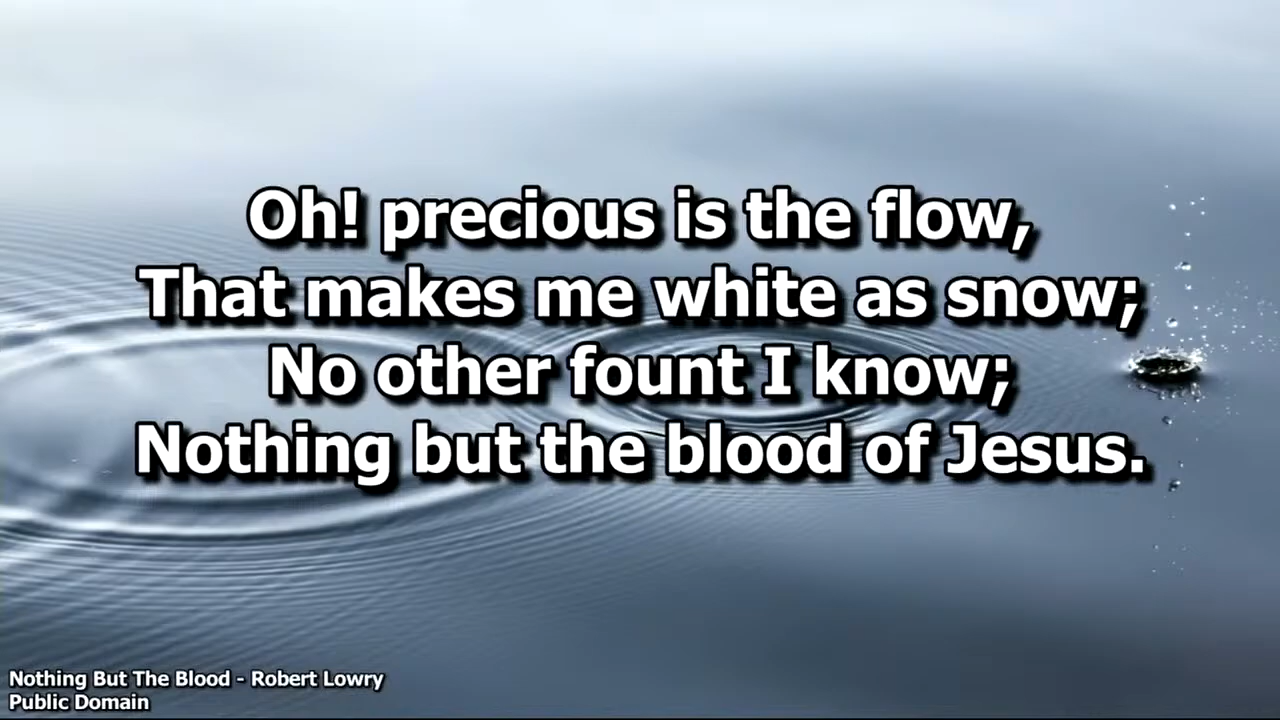 Oh! precious is the flow,
That makes me white as snow;
No other fount I know;
Nothing but the blood of Jesus.
Nothing But The Blood - Robert Lowry
Public Domain